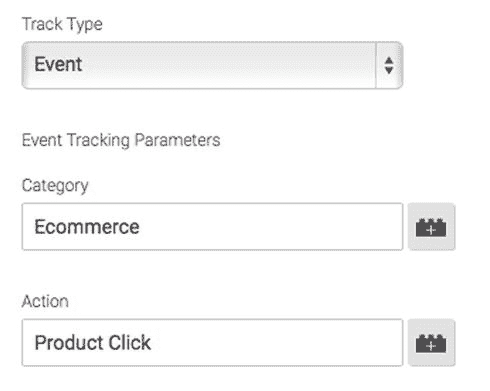 Track Type
Event
Event Tracking Parameters
Category
Ecommerce
Action
Product Click